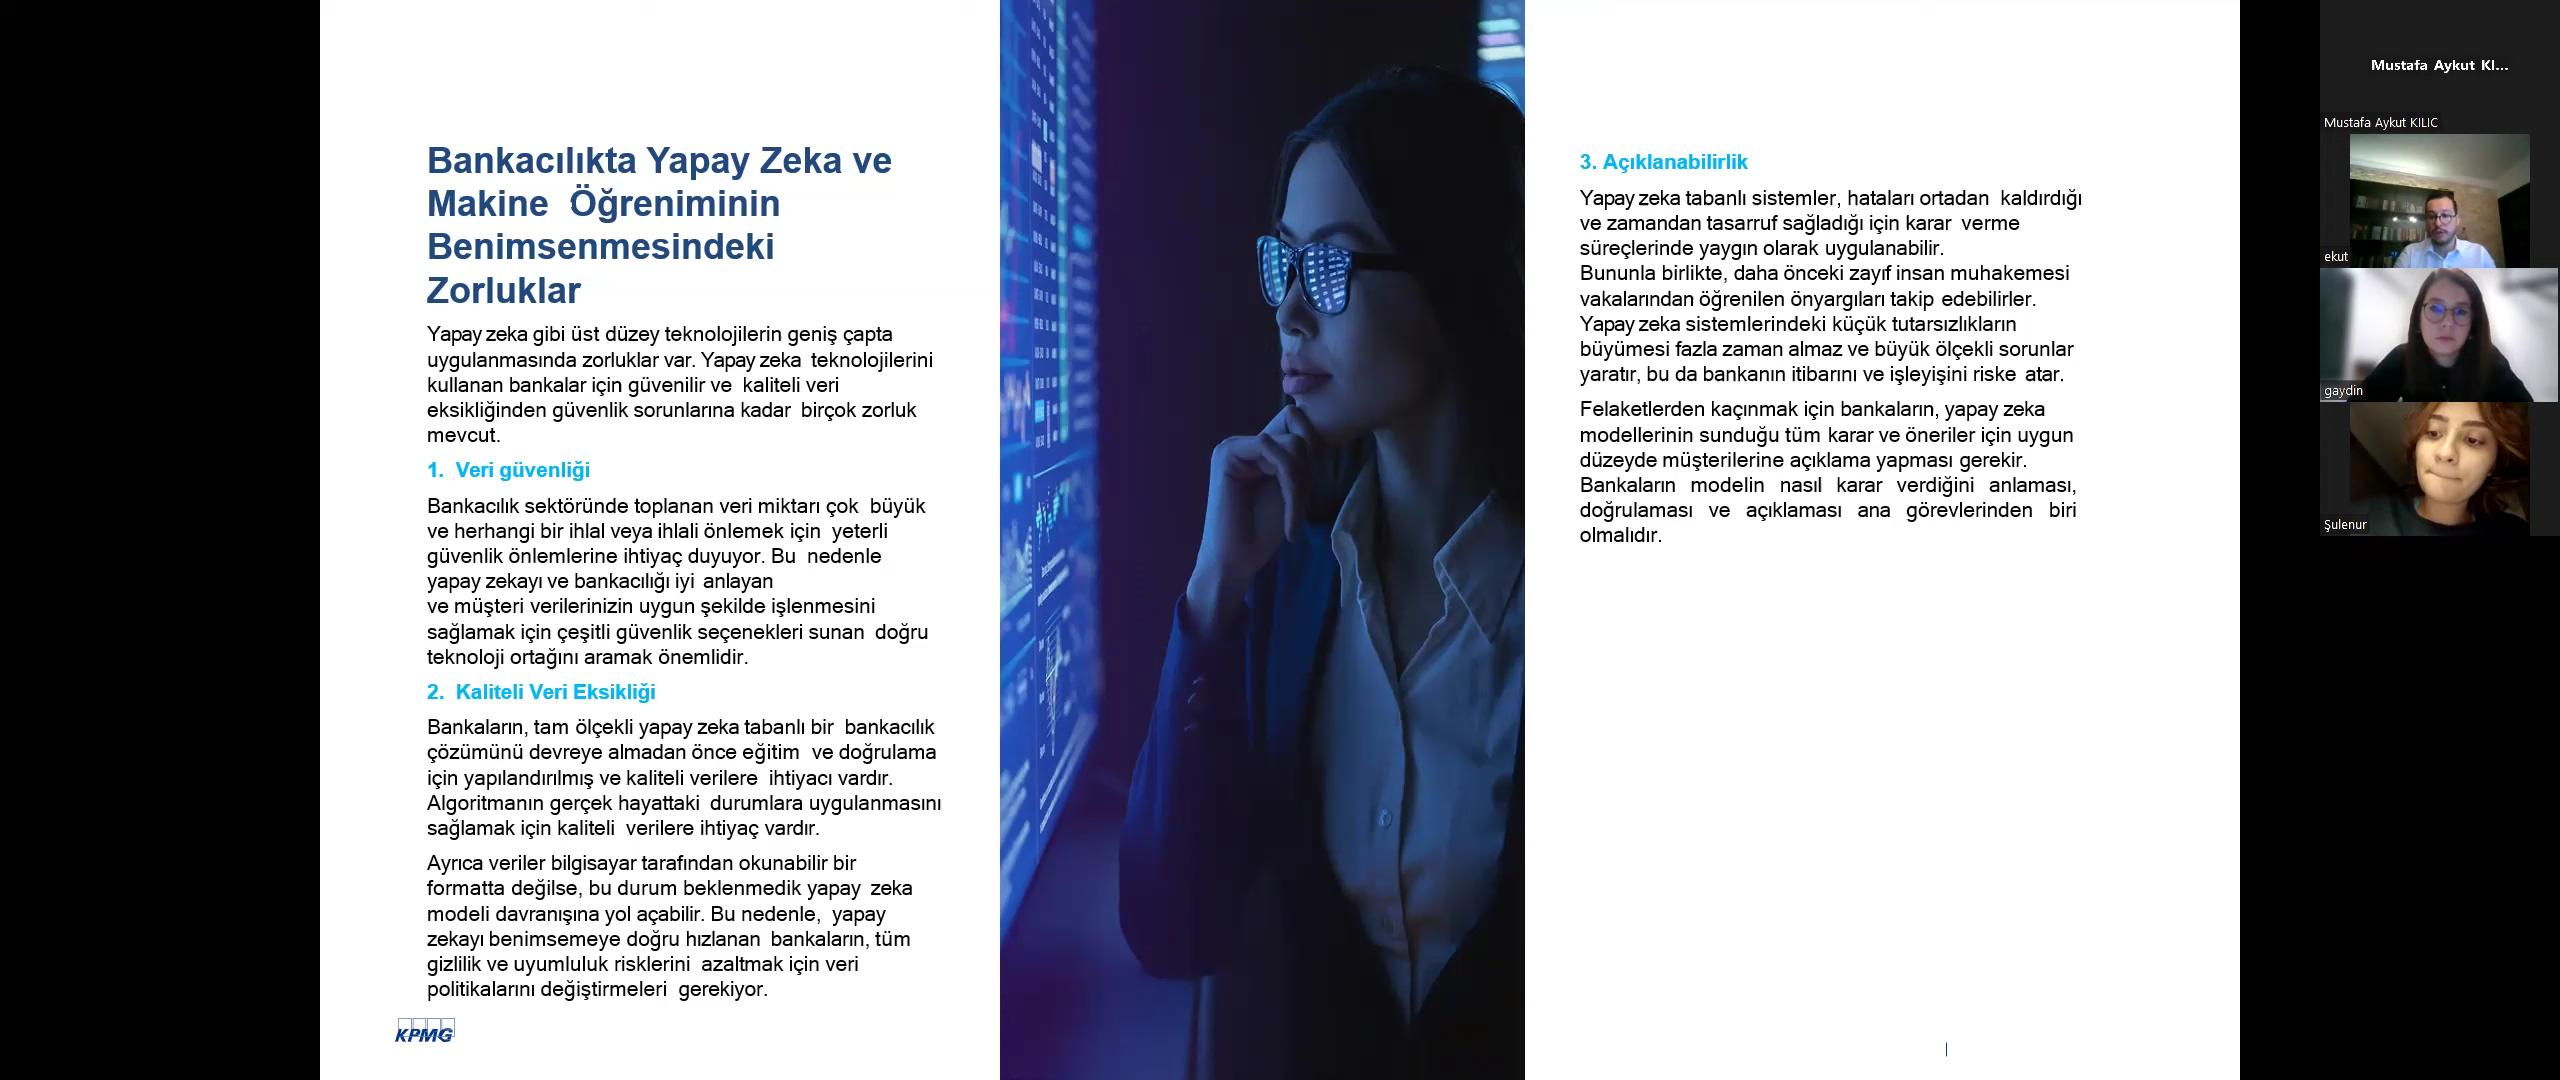 Bankacılıkta Yapay Zeka ve
Makine Öğreniminin
Benimsenmesindeki
Zorluklar
Yapay zeka gibi üst düzey teknolojilerin geniş çapta
uygulanmasında zorluklar var. Yapay zeka teknolojilerini
kullanan bankalar için güvenilir ve kaliteli veri
eksikliğinden güvenlik sorunlarına kadar birçok zorluk
mevcut.
1. Veri güvenliği
Bankacılık sektöründe toplanan veri miktarı çok büyük
ve herhangi bir ihlal veya ihlali önlemek için yeterli
güvenlik önlemlerine ihtiyaç duyuyor. Bu nedenle
yapay zekayı ve bankacılığı iyi anlayan
ve müşteri verilerinizin uygun şekilde işlenmesini
sağlamak için çeşitli güvenlik seçenekleri sunan doğru
teknoloji ortağını aramak önemlidir.
2. Kaliteli Veri Eksikliği
Bankaların, tam ölçekli yapay zeka tabanlı bir bankacılık
çözümünü devreye almadan önce eğitim ve doğrulama
için yapılandırılmış ve kaliteli verilere ihtiyacı vardır.
Algoritmanın gerçek hayattaki durumlara uygulanmasını
sağlamak için kaliteli verilere ihtiyaç vardır.
Ayrıca veriler bilgisayar tarafından okunabilir bir
formatta değilse, bu durum beklenmedik yapay zeka
modeli davranışına yol açabilir. Bu nedenle, yapay
zekayı benimsemeye doğru hızlanan bankaların, tüm
gizlilik ve uyumluluk risklerini azaltmak için veri
politikalarını değiştirmeleri gerekiyor.
KPMG
3. Açıklanabilirlik
Yapay zeka tabanlı sistemler, hataları ortadan kaldırdığı
ve zamandan tasarruf sağladığı için karar verme
süreçlerinde yaygın olarak uygulanabilir.
Bununla birlikte, daha önceki zayıf insan muhakemesi
vakalarından öğrenilen önyargıları takip edebilirler.
Yapay zeka sistemlerindeki küçük tutarsızlıkların
büyümesi fazla zaman almaz ve büyük ölçekli sorunlar
yaratır, bu da bankanın itibarını ve işleyişini riske atar.
Felaketlerden kaçınmak için bankaların, yapay zeka
modellerinin sunduğu tüm karar ve öneriler için uygun
düzeyde müşterilerine açıklama yapması gerekir.
Bankaların modelin nasıl karar verdiğini anlaması,
doğrulaması ve açıklaması ana görevlerinden biri
olmalıdır.
Mustafa Aykut KI...
Mustafa Aykut KILIC
ekut
gaydin
Şulenur